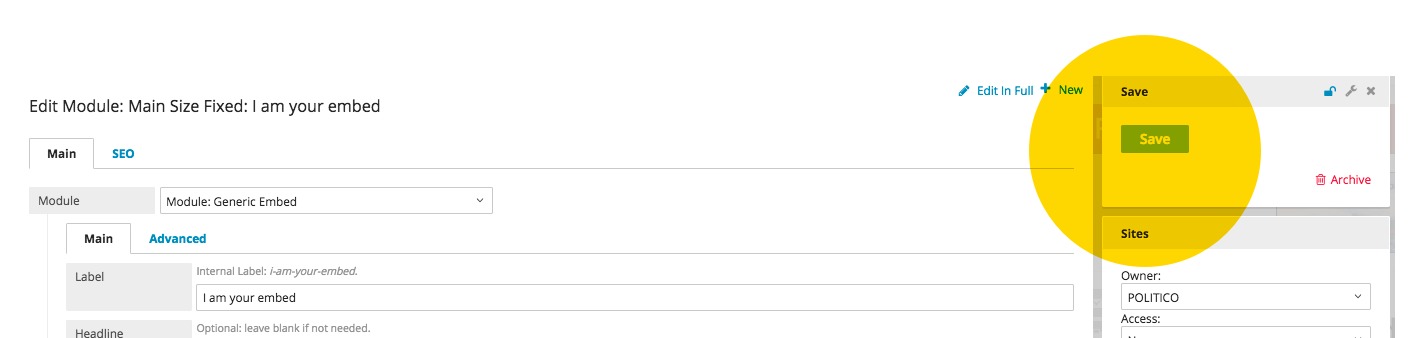 Edit In Full
New
Edit Module: Main Size Fixed: I am your embed
Main
SEO
Module
Module: Generic Embed
Main
Advanced
Label
Internal Label: i-am-your-embed.
I am your embed
Headline
Optional: leave blank if not needed.
Save
Save
Archive
Sites
Owner:
POLITICO
Access: